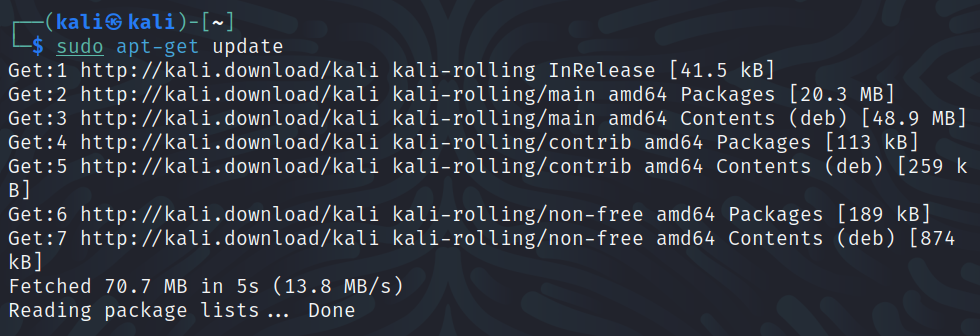 ┌──(kali㉿kali)-[~]
└─$ sudo apt-get update
Get:1 http://kali.download/kali kali-rolling InRelease [41.5 kB]
Get:2 http://kali.download/kali kali-rolling/main amd64 Packages [20.3 MB]
Get:3 http://kali.download/kali kali-rolling/main amd64 Contents (deb) [48.9 MB]
Get:4 http://kali.download/kali kali-rolling/contrib amd64 Packages [113 kB]
Get:5 http://kali.download/kali kali-rolling/contrib amd64 Contents (deb) [259 k
B]
Get:6 http://kali.download/kali kali-rolling/non-free amd64 Packages [189 kB]
Get:7 http://kali.download/kali kali-rolling/non-free amd64 Contents (deb) [874
kB]
Fetched 70.7 MB in 5s (13.8 MB/s)
Reading package lists... Done